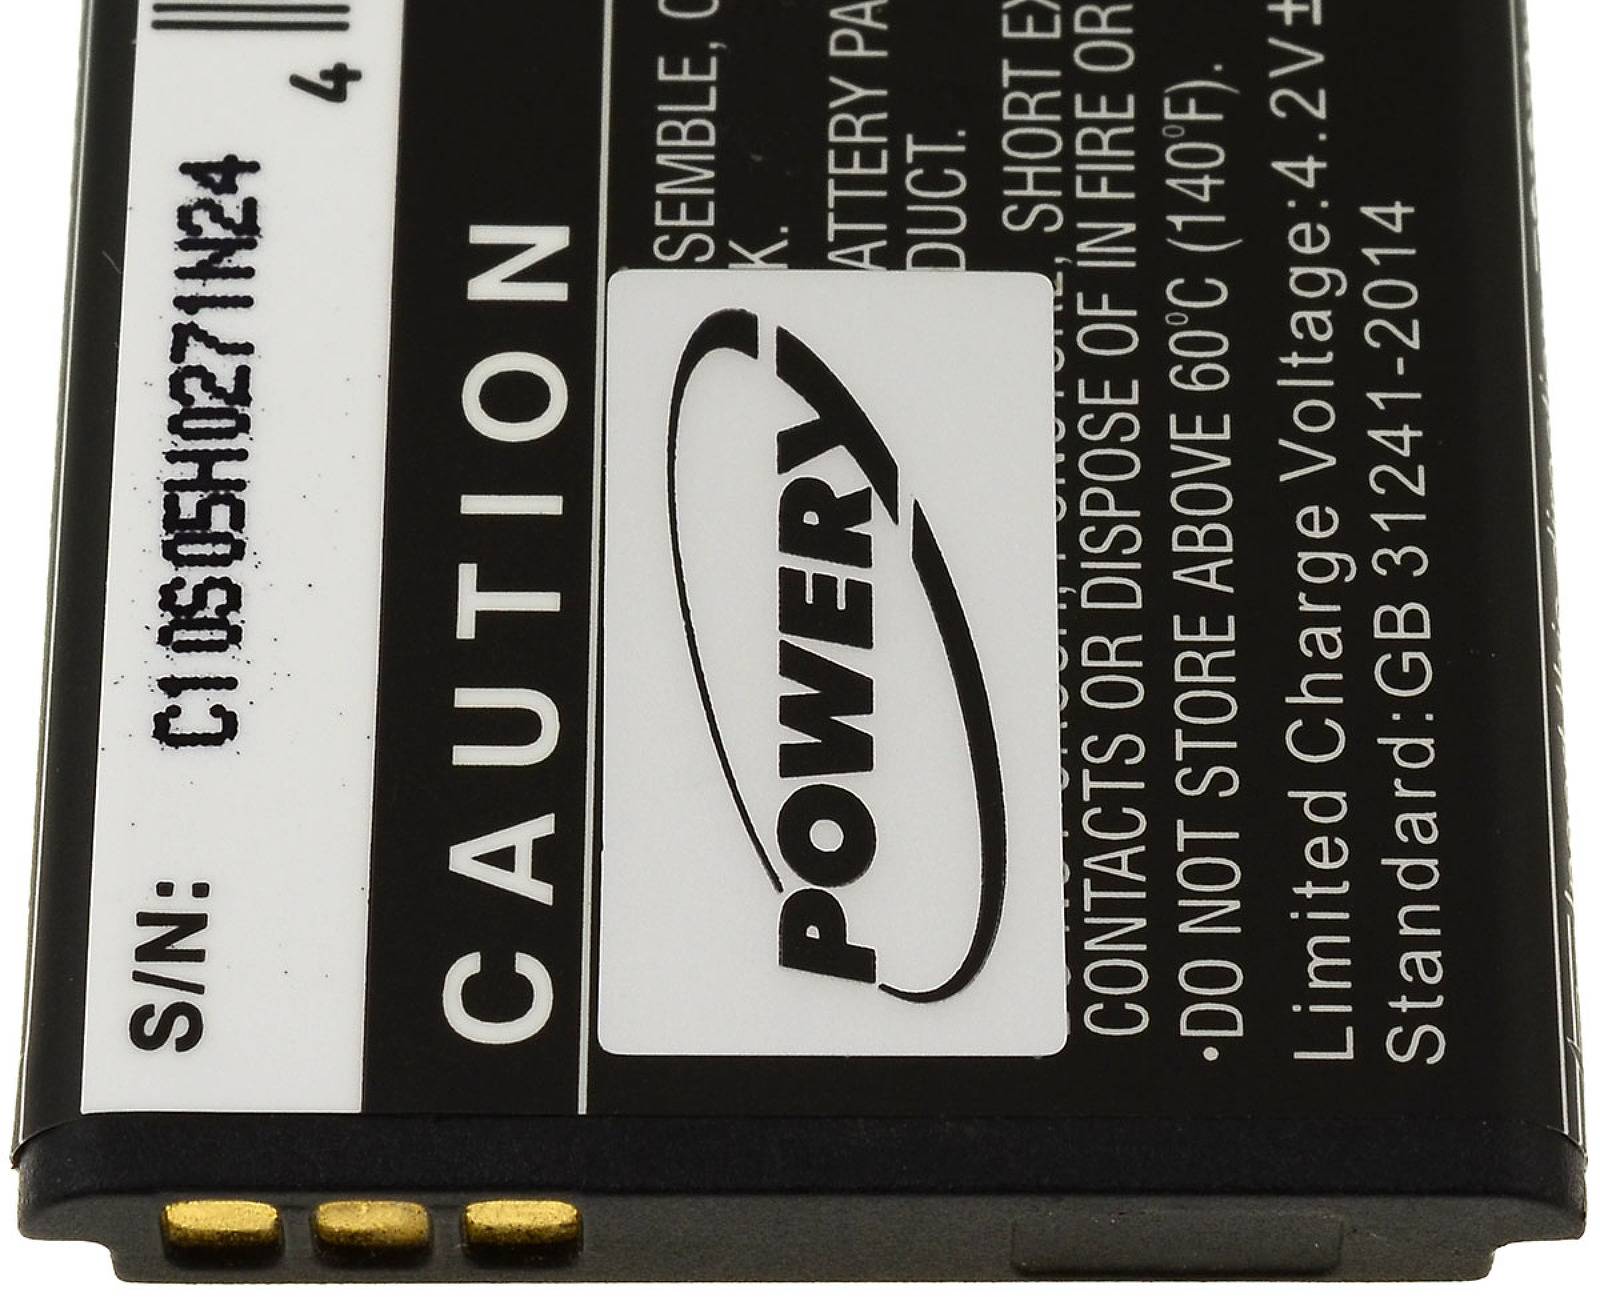 4
S/N: C10S05H0271N24
CAUTION
SEMBLE,
K.
ATTERY PA
DUCT.
SHORT EX
CONTACTS OR DISPOSE OF IN FIRE OR
•DO NOT STORE ABOVE 60°C (140°F).
Limited Charge Voltage:4.2V±
Standard:GB 31241-2014
POWERY